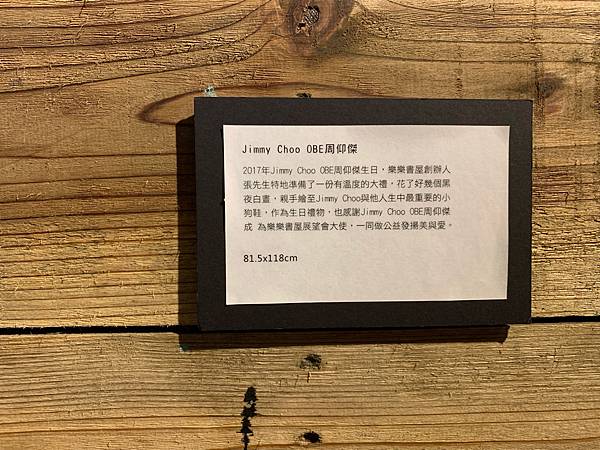 Jimmy Choo OBE周仰傑
2017年Jimmy Choo OBE周仰傑生日，樂樂書屋創辦人
張先生特地準備了一份有溫度的大禮，花了好幾個黑
夜白晝，親手繪至Jimmy Choo與他人生中最重要的小
狗鞋，作為生日禮物，也感謝Jimmy Choo OBE周仰傑
成 為樂樂書屋展望會大使，一同做公益發揚美與愛。
81.5x118cm